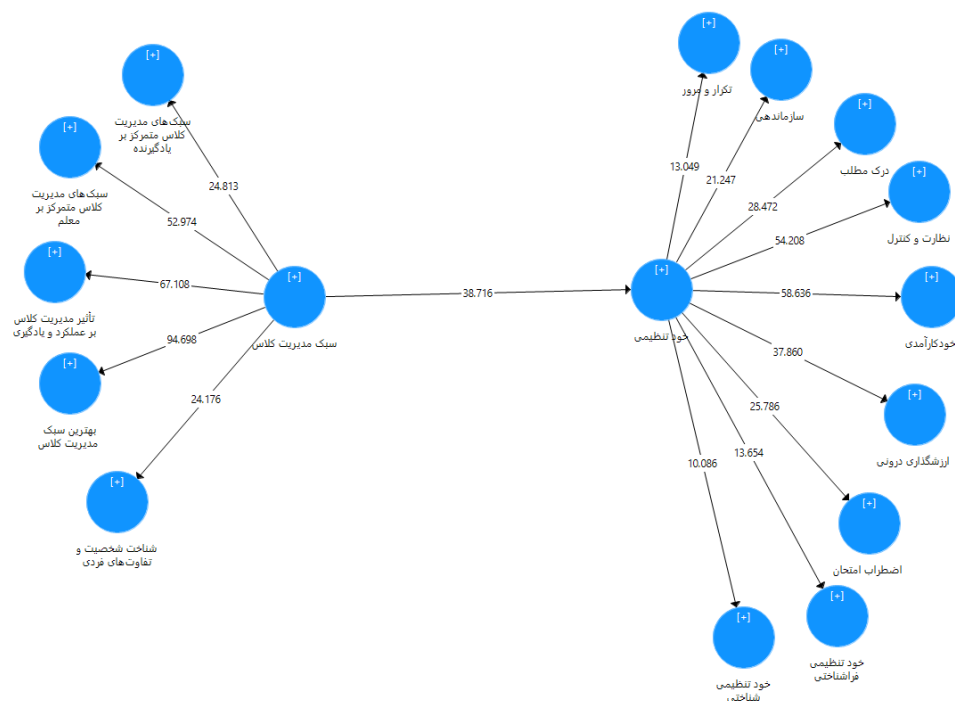 [+]
تکرار و مرور
[+]
سازماندهی
[+]
سبک‌های مدیریت
کلاس متمرکز بر
یادگیرنده
[+]
درک مطلب
[+]
سبک‌های مدیریت
کلاس متمرکز بر
معلم
[+]
نظارت و کنترل
13.049
21.247
24.813
28.472
52.974
54.208
[+]
تأثیر مدیریت کلاس
بر عملکرد و یادگیری
67.108
[+]
سبک مدیریت کلاس
38.716
[+]
خود تنظیمی
58.636
[+]
خودکارآمدی
94.698
37.860
[+]
بهترین سبک
مدیریت کلاس
24.176
25.786
[+]
ارزشگذاری درونی
10.086
13.654
[+]
شناخت شخصیت و
تفاوت‌های فردی
[+]
اضطراب امتحان
[+]
خود تنظیمی
فراشناختی
[+]
خود تنظیمی
شناختی